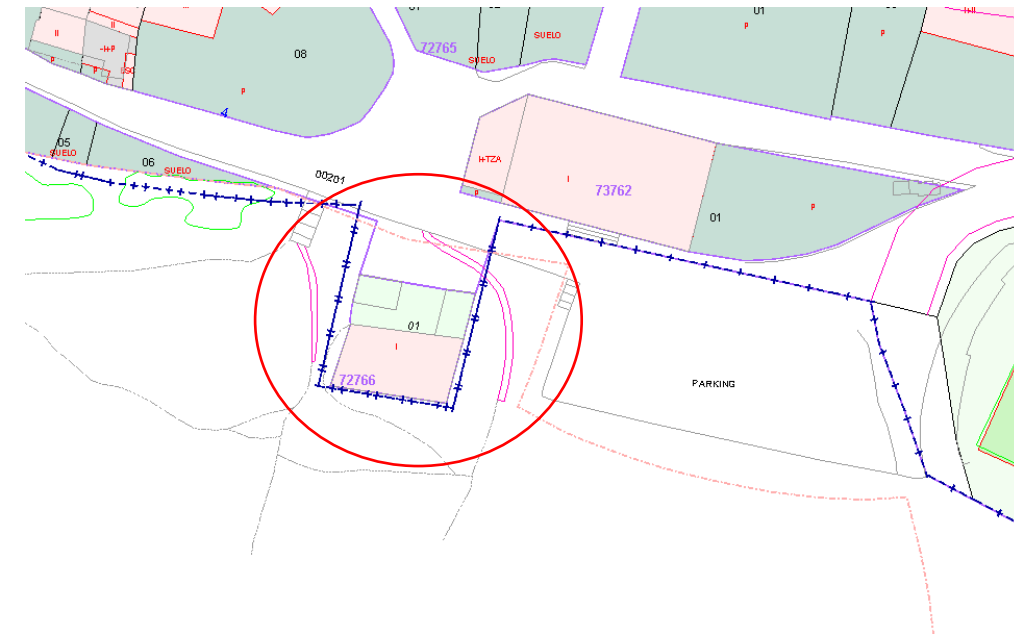 01
01
I+II
II
SUELO
P
P
-I+P
72765
08
P
P
SUELO
P
4
05
SUELO
06
SUELO
I+TZA
00201
I
P
73762
P
01
01
I
72766
PARKING